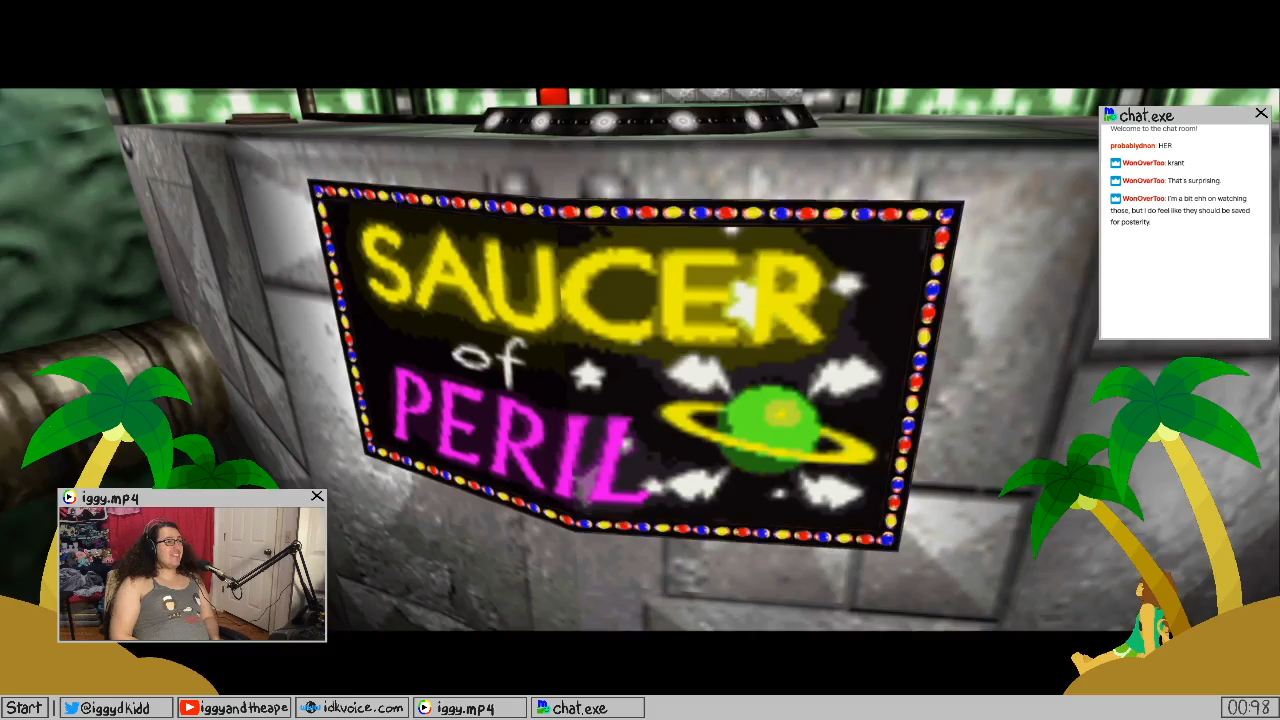 SAUCER
of
PERIL
chat.exe
Welcome to the chat room!
probablydnon: HER
WonOverToo: krant
WonOverToo: That's surprising.
WonOverToo: I'm a bit ehh on watching
those, but I do feel like they should be saved
for posterity.
iggy.mp4
Start
@iggydkidd
iggyandtheape
www
idkvoice.com
iggy.mp4
chat.exe
00:98